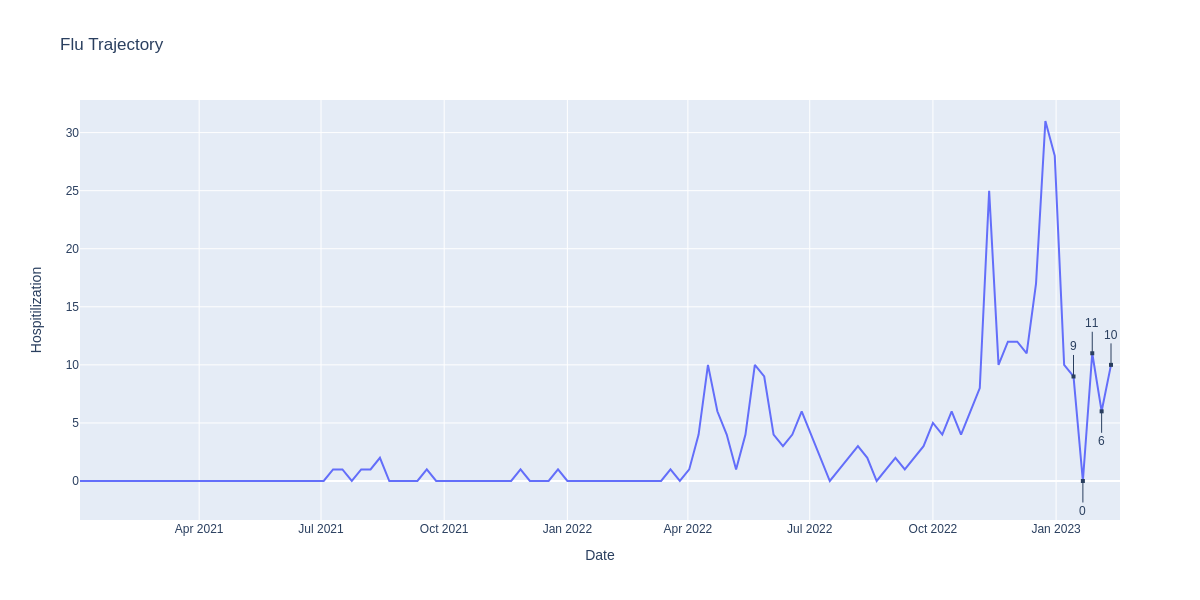 Flu Trajectory
Hospitilization
30
25
20
15
10
5
0
9
0
11
6
10
Apr 2021
Jul 2021
Oct 2021
Jan 2022
Apr 2022
Jul 2022
Oct 2022
Jan 2023
Date